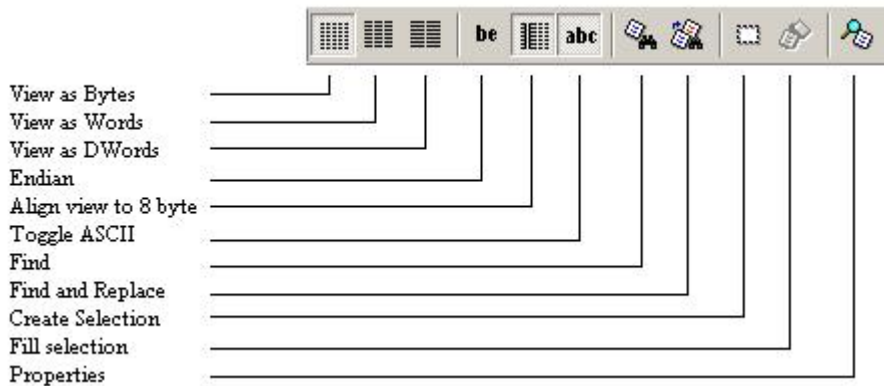 be abc
View as Bytes
View as Words
View as DWords
Endian
Align view to 8 byte
Toggle ASCII
Find
Find and Replace
Create Selection
Fill selection
Properties